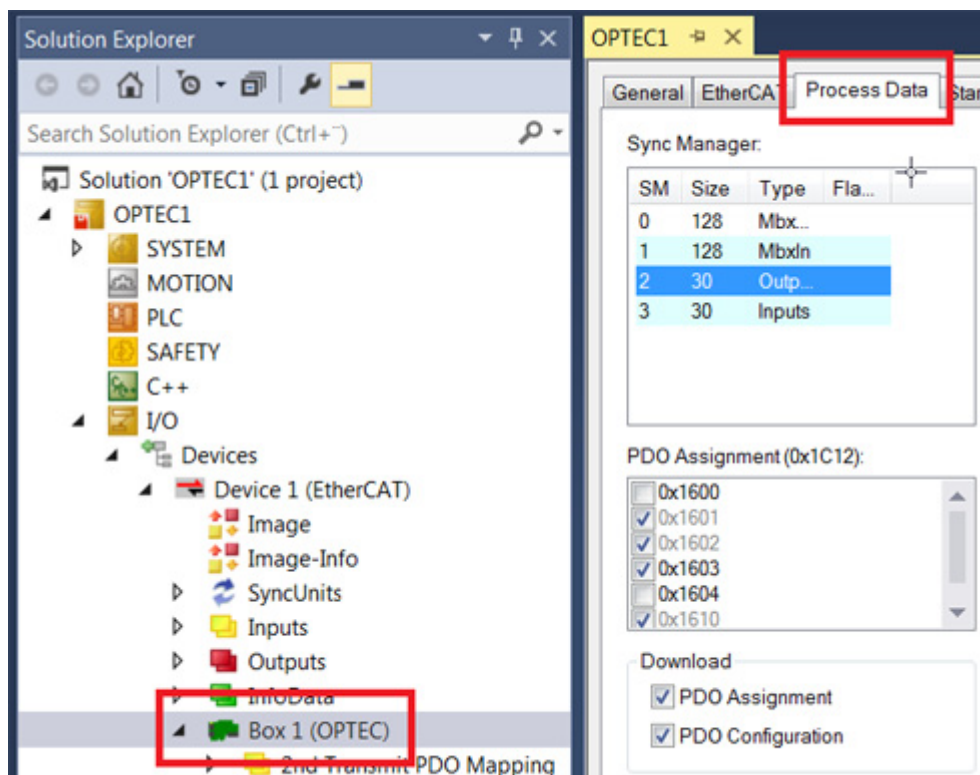 Solution Explorer
Search Solution Explorer (Ctrl+¨)
Solution 'OPTEC1' (1 project)
OPTEC1
SYSTEM
MOTION
PLC
SAFETY
C++
I/O
Devices
Device 1 (EtherCAT)
Image
Image-Info
SyncUnits
Inputs
Outputs
InfoData
Box 1 (OPTEC)
2nd Transmit PDO Mapping
OPTEC1
General EtherCAT Process Data Star
Sync Manager:
SM Size Type Fla...
0 128 Mbx...
1 128 MbxIn
2 30 Outp...
3 30 Inputs
PDO Assignment (0x1C12):
0x1600
0x1601
0x1602
0x1603
0x1604
0x1610
Download
PDO Assignment
PDO Configuration